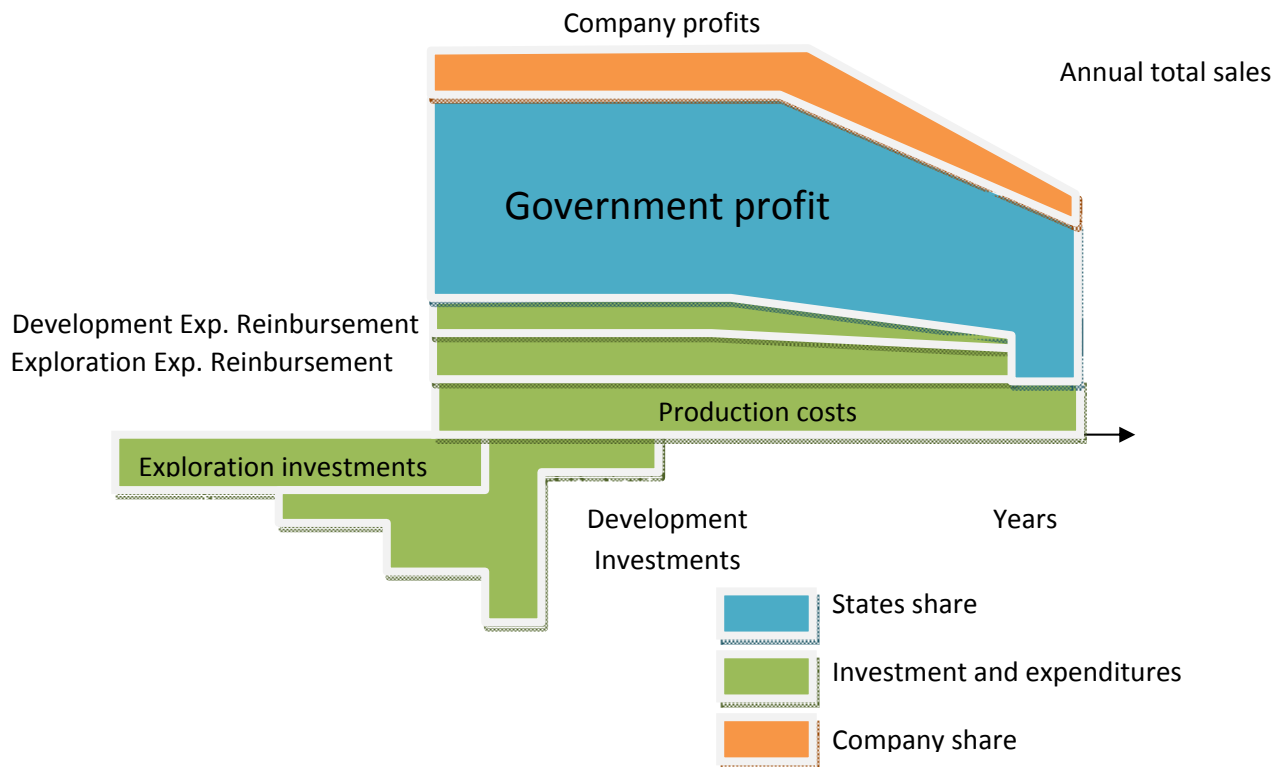 Company profits
Annual total sales
Government profit
Development Exp. Reinbursement
Exploration Exp. Reinbursement
Production costs
Exploration investments
Development
Investments
Years
States share
Investment and expenditures
Company share